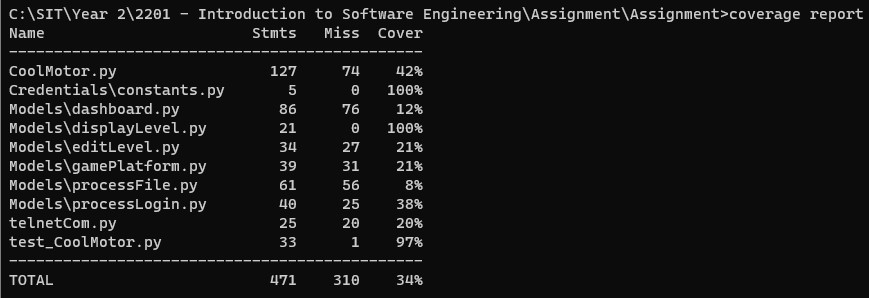 C:\SIT\Year 2\2201 - Introduction to Software Engineering\Assignment\Assignment>coverage report
Name                       Stmts   Miss  Cover
----------------------------------------------
CoolMotor.py                 127     74    42%
Credentials\constants.py       5      0   100%
Models\dashboard.py           86     76    12%
Models\displayLevel.py        21      0   100%
Models\editLevel.py           34     27    21%
Models\gamePlatform.py        39     31    21%
Models\processFile.py         61     56     8%
Models\processLogin.py        40     25    38%
telnetCom.py                  25     20    20%
test_CoolMotor.py             33      1    97%
----------------------------------------------
TOTAL                        471    310    34%